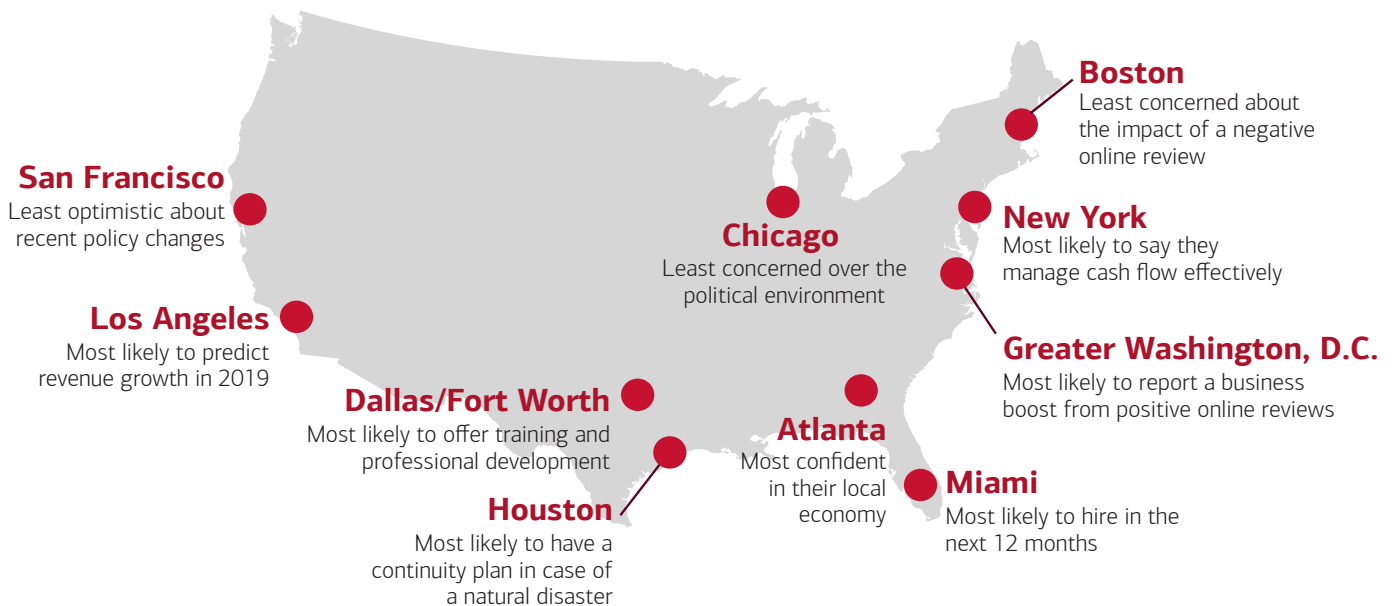 Boston
Least concerned about
the impact of a negative
online review
San Francisco
Least optimistic about
recent policy changes
Chicago
Least concerned over the
political environment
New York
Most likely to say they
manage cash flow effectively
Los Angeles
Most likely to predict
revenue growth in 2019
Greater Washington, D.C.
Most likely to report a business
boost from positive online reviews
Dallas/Fort Worth
Most likely to offer training and
professional development
Atlanta
Most confident
in their local
economy
Miami
Most likely to hire in the
next 12 months
Houston
Most likely to have a
continuity plan in case of
a natural disaster